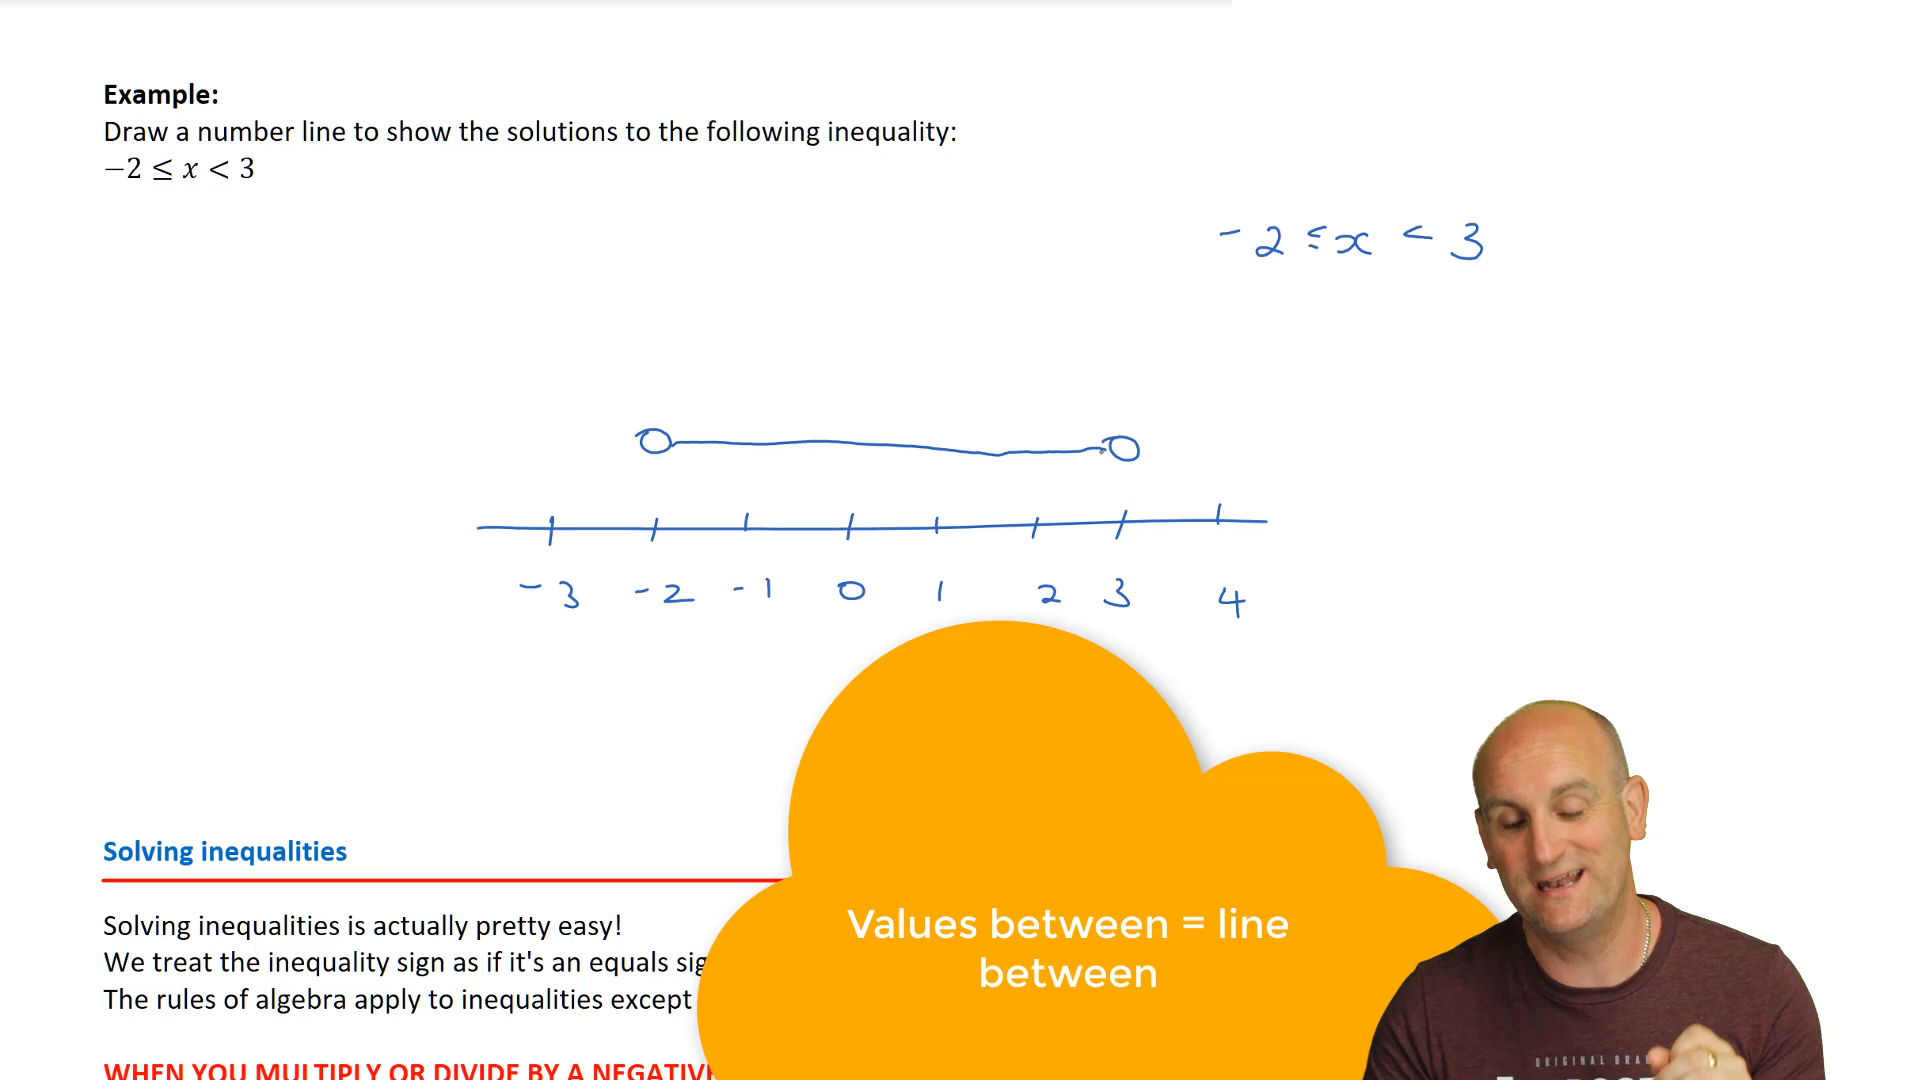 Example:
Draw a number line to show the solutions to the following inequality:
−2 ≤ x < 3
- 2 ≤ x < 3
-3 -2 -1 0 1 2 3 4
Solving inequalities
Solving inequalities is actually pretty easy!
We treat the inequality sign as if it's an equals sig
The rules of algebra apply to inequalities except
WHEN YOU MULTIPLY OR DIVIDE BY A NEGATIV
Values between = line
between
ORIGINAL BRA